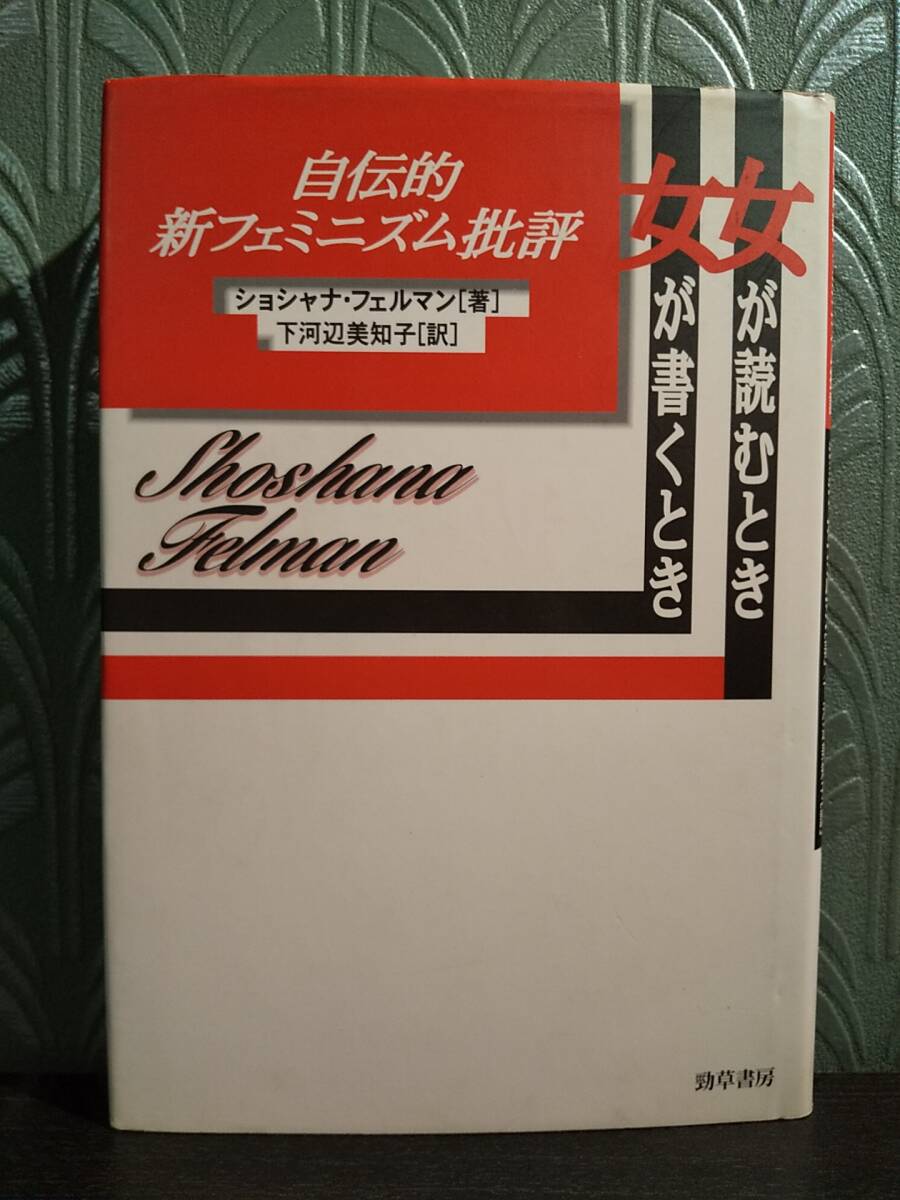 女が読むとき
女が書くとき
自伝的
新フェミニズム批評
ショシャナ・フェルマン[著]
下河辺美知子[訳]
Shoshana
Felman
勁草書房